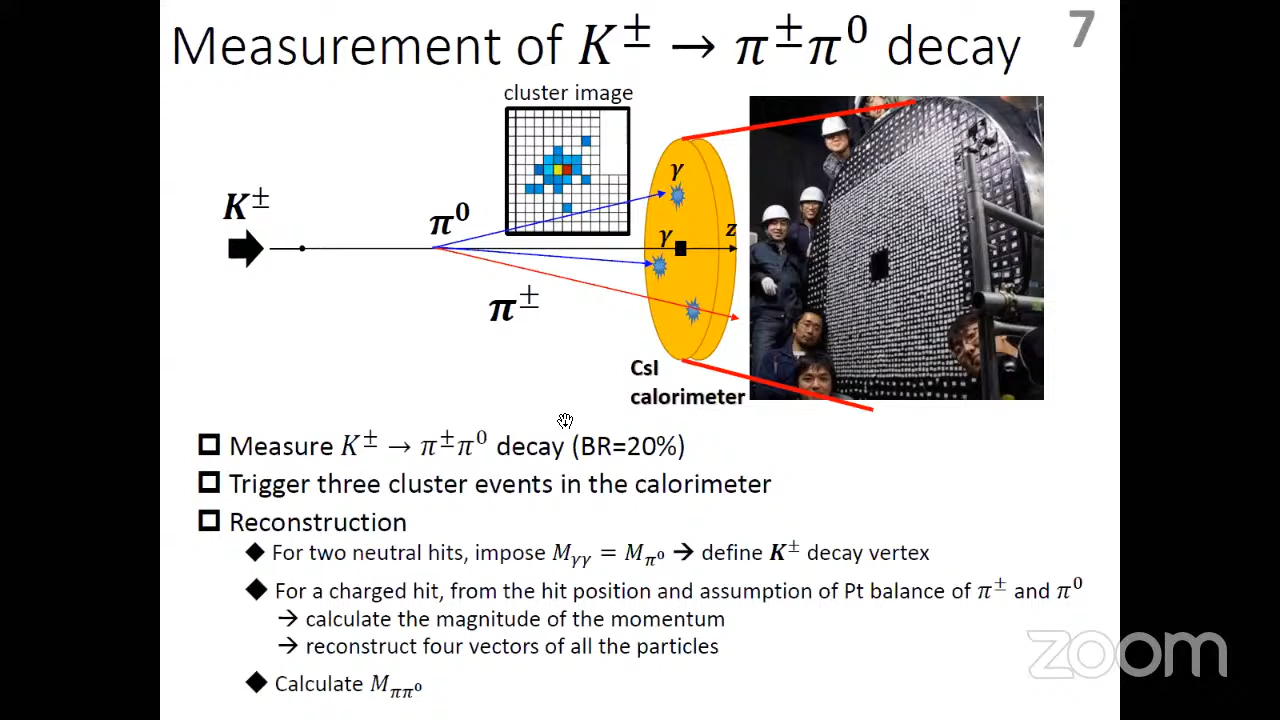 Measurement of K± → π±π⁰ decay
7
cluster image
K±
π⁰
π±
γ
γ
z
CsI
calorimeter
Measure K± → π±π⁰ decay (BR=20%)
Trigger three cluster events in the calorimeter
Reconstruction
For two neutral hits, impose Mγγ = Mπ⁰ → define K± decay vertex
For a charged hit, from the hit position and assumption of Pt balance of π± and π⁰
→ calculate the magnitude of the momentum
→ reconstruct four vectors of all the particles
Calculate Mππ⁰
zoom